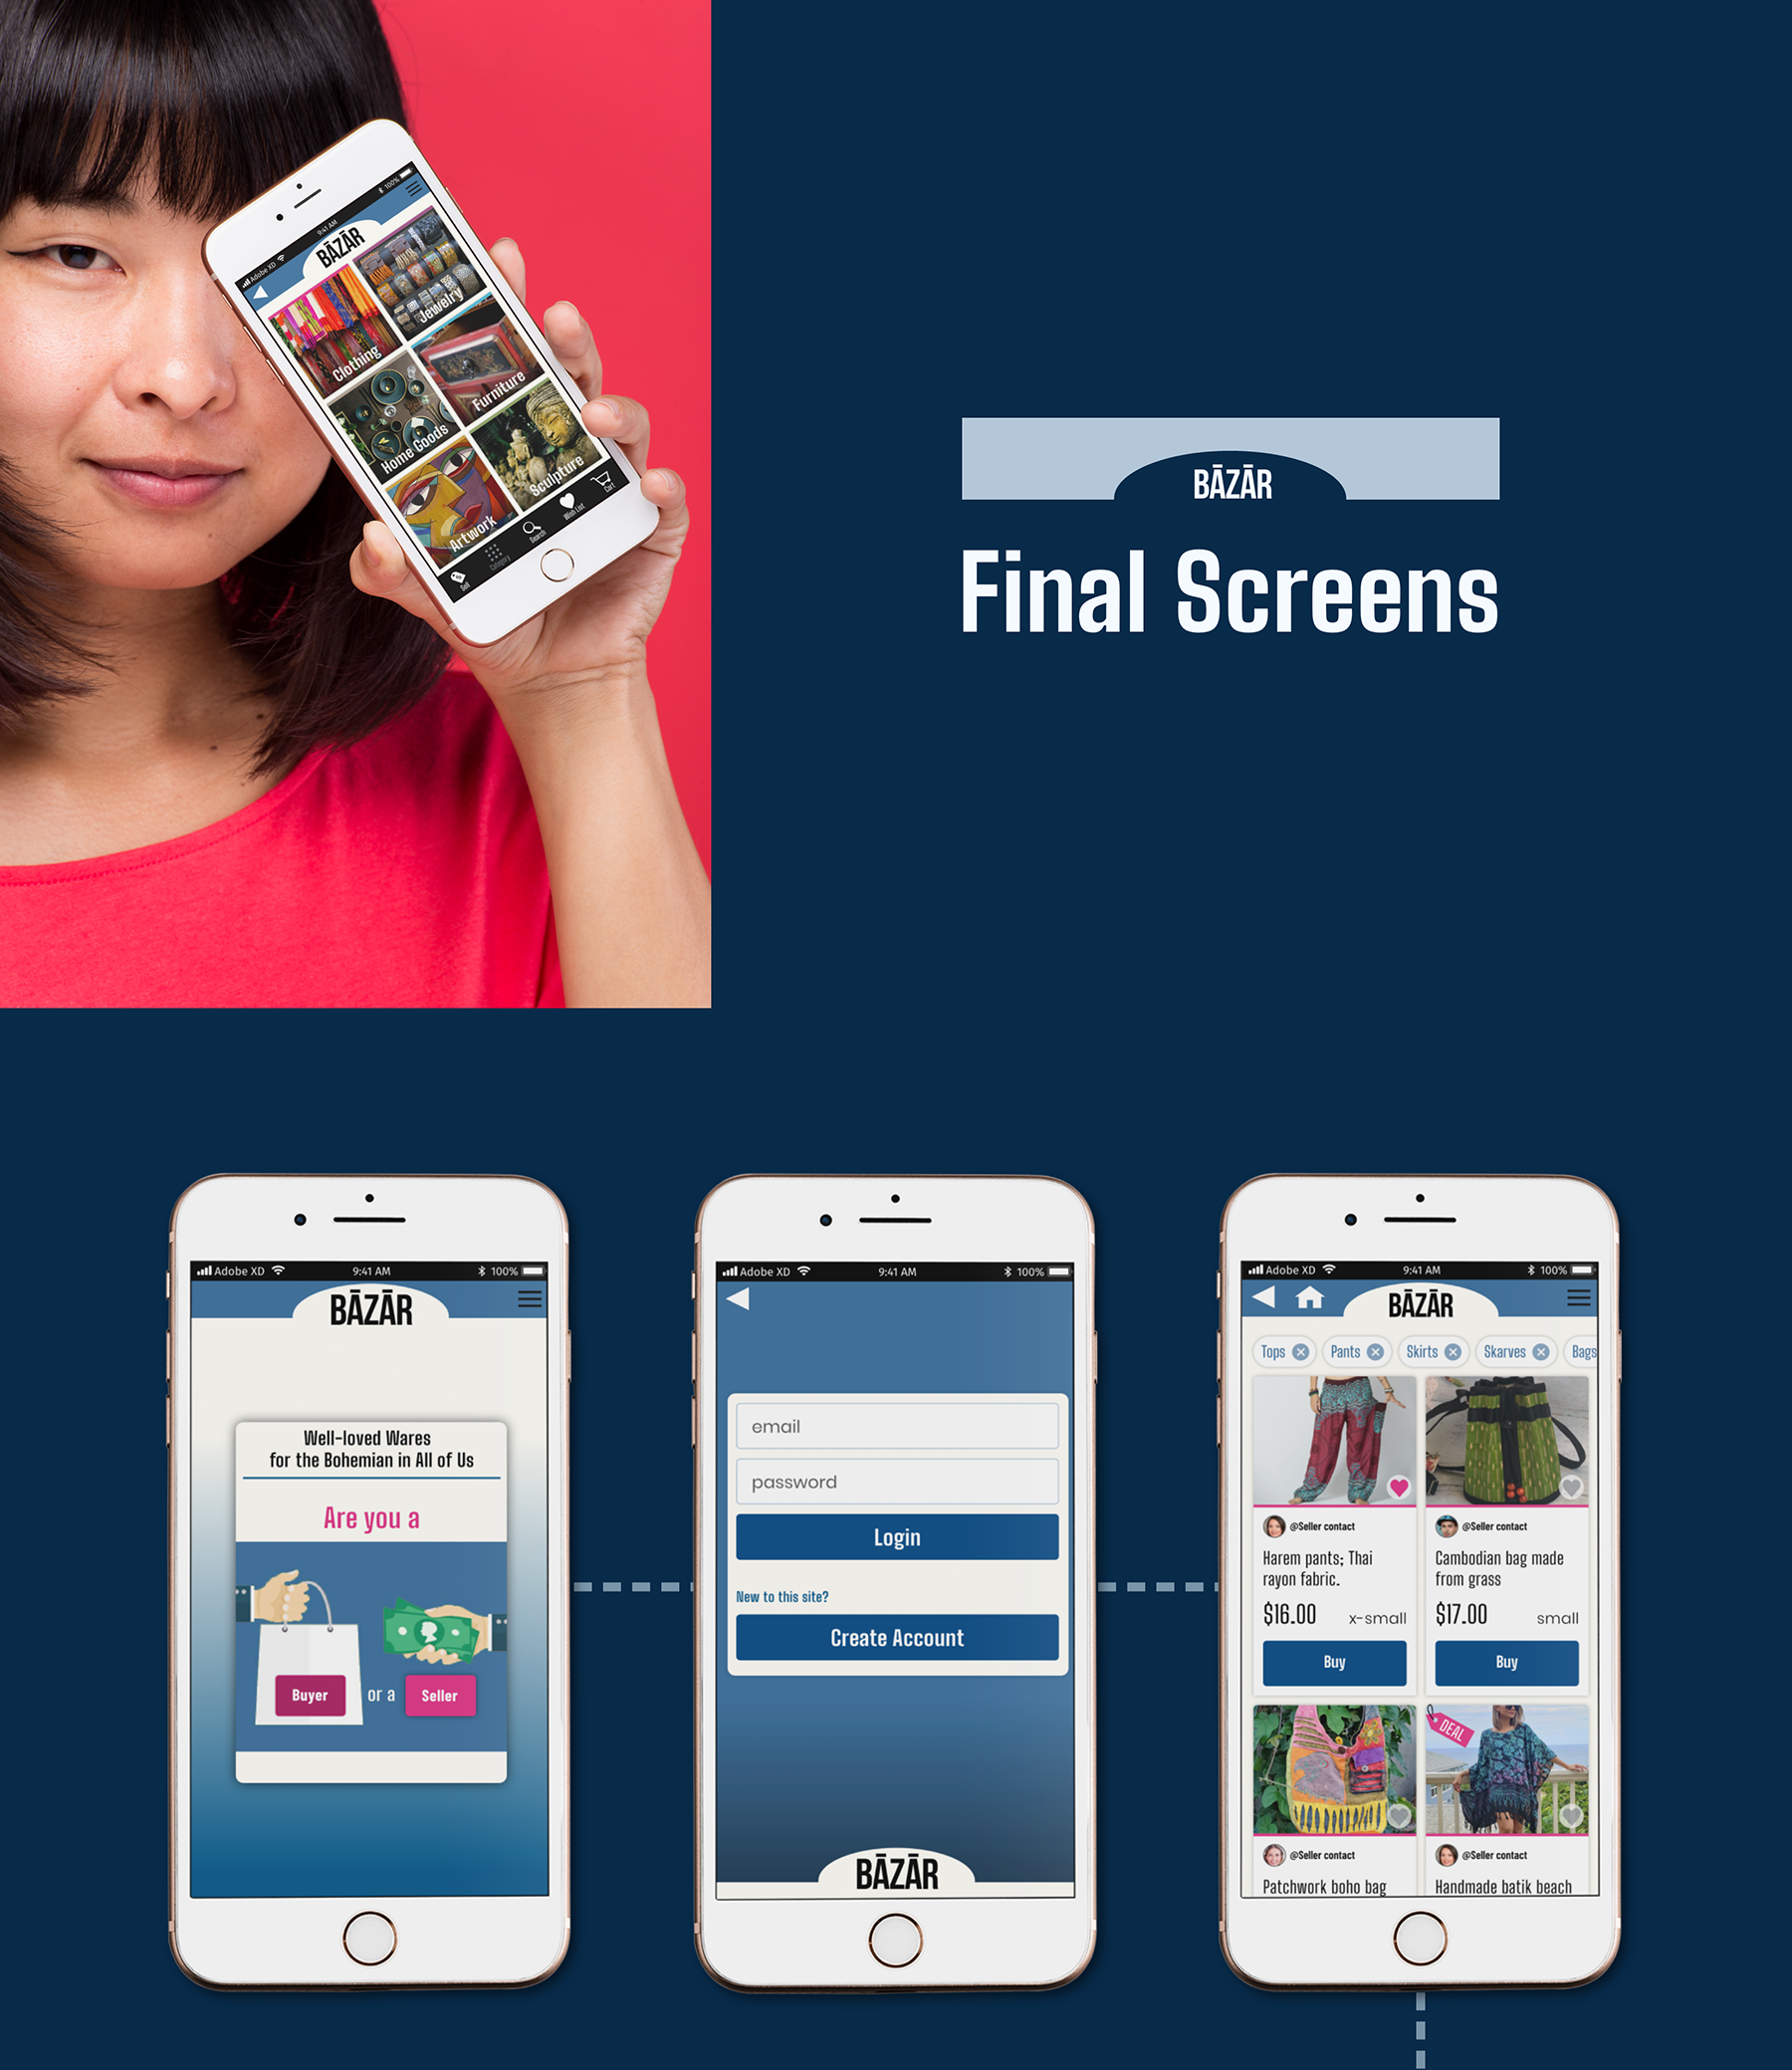 Adobe XD
9:41 AM
100%
BĀZĀR
Clothing
Jewelry
Home Goods
Furniture
Artwork
Sculpture
Sell
Category
Search
Wish List
Cart
BĀZĀR
Final Screens
Adobe XD
9:41 AM
100%
BĀZĀR
Well-loved Wares
for the Bohemian in All of Us
Are you a
Buyer
or a
Seller
Adobe XD
9:41 AM
100%
email
password
Login
New to this site?
Create Account
BĀZĀR
Adobe XD
9:41 AM
100%
BĀZĀR
Tops
Pants
Skirts
Skarves
Bags
@Seller contact
Harem pants; Thai
rayon fabric.
$16.00
x-small
Buy
@Seller contact
Cambodian bag made
from grass
$17.00
small
Buy
DEAL
@Seller contact
Patchwork boho bag
@Seller contact
Handmade batik beach